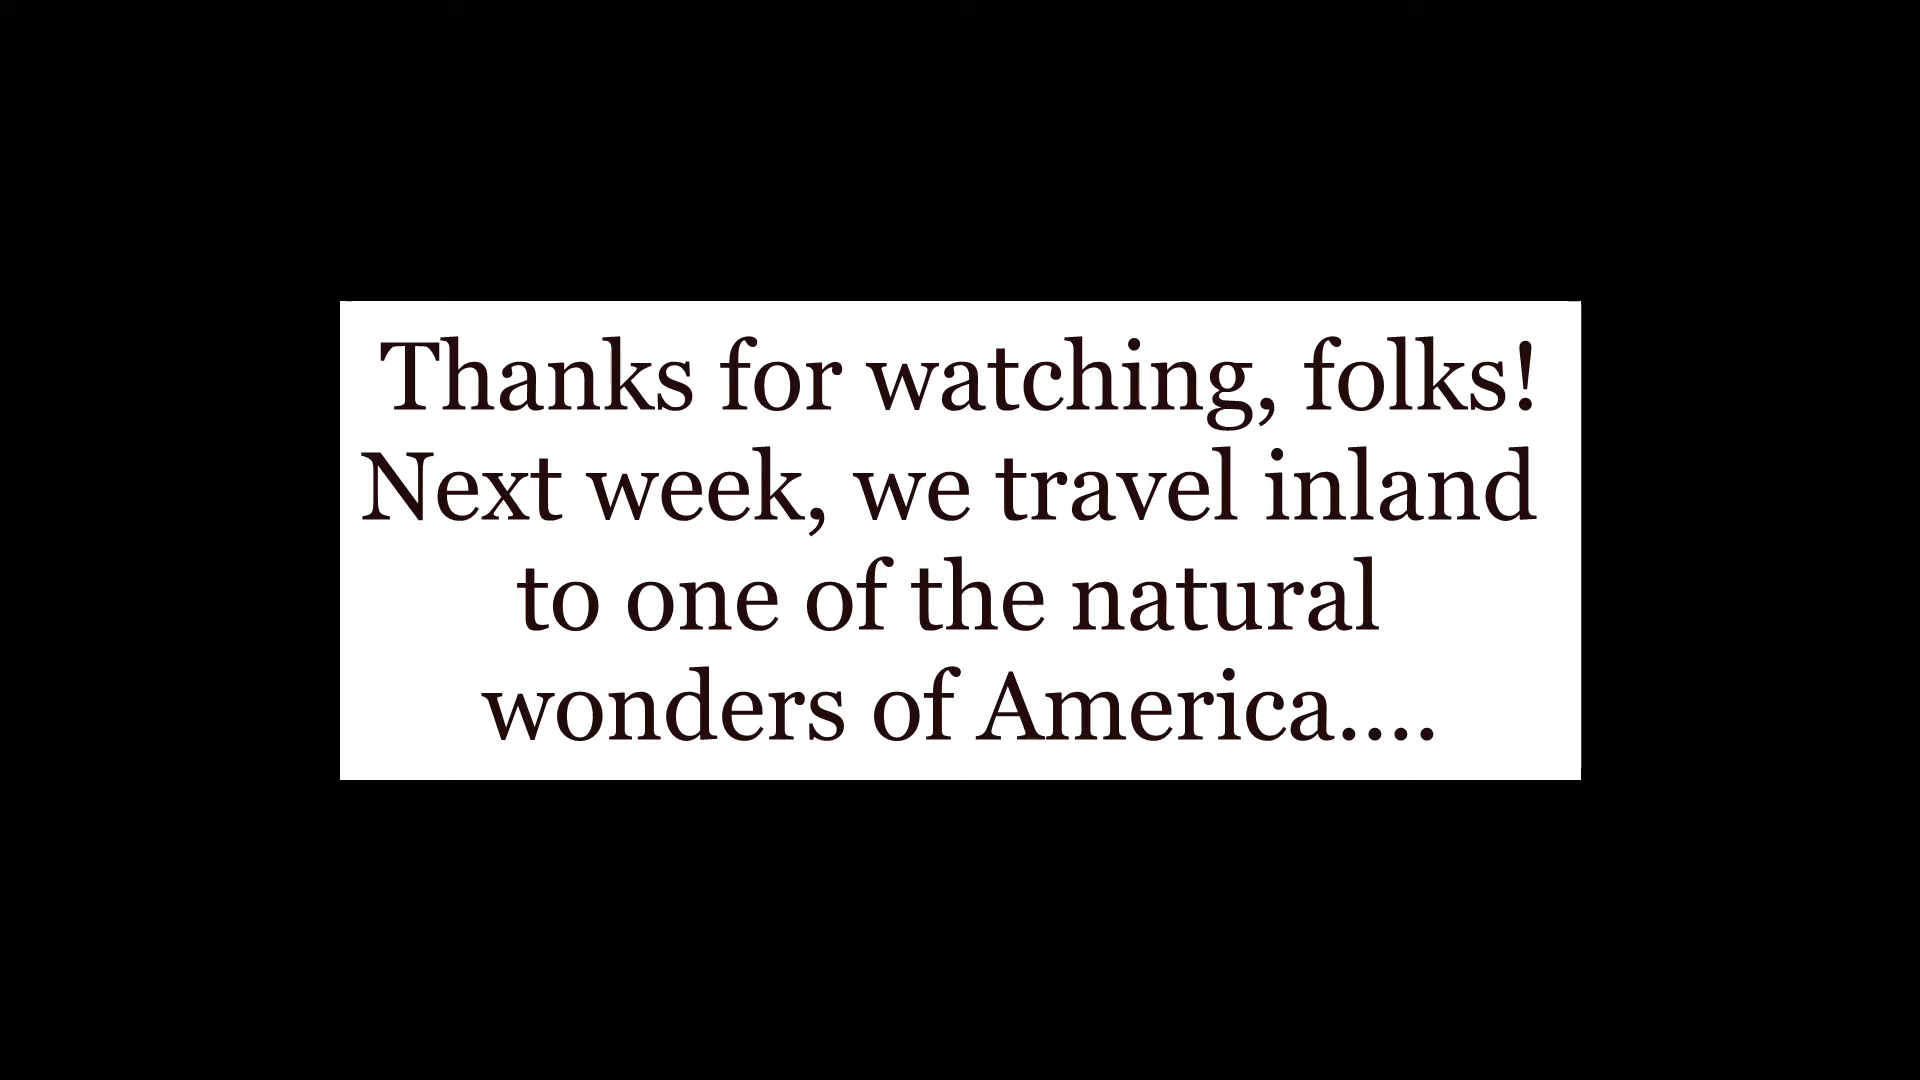 Thanks for watching, folks!
Next week, we travel inland
to one of the natural
wonders of America....